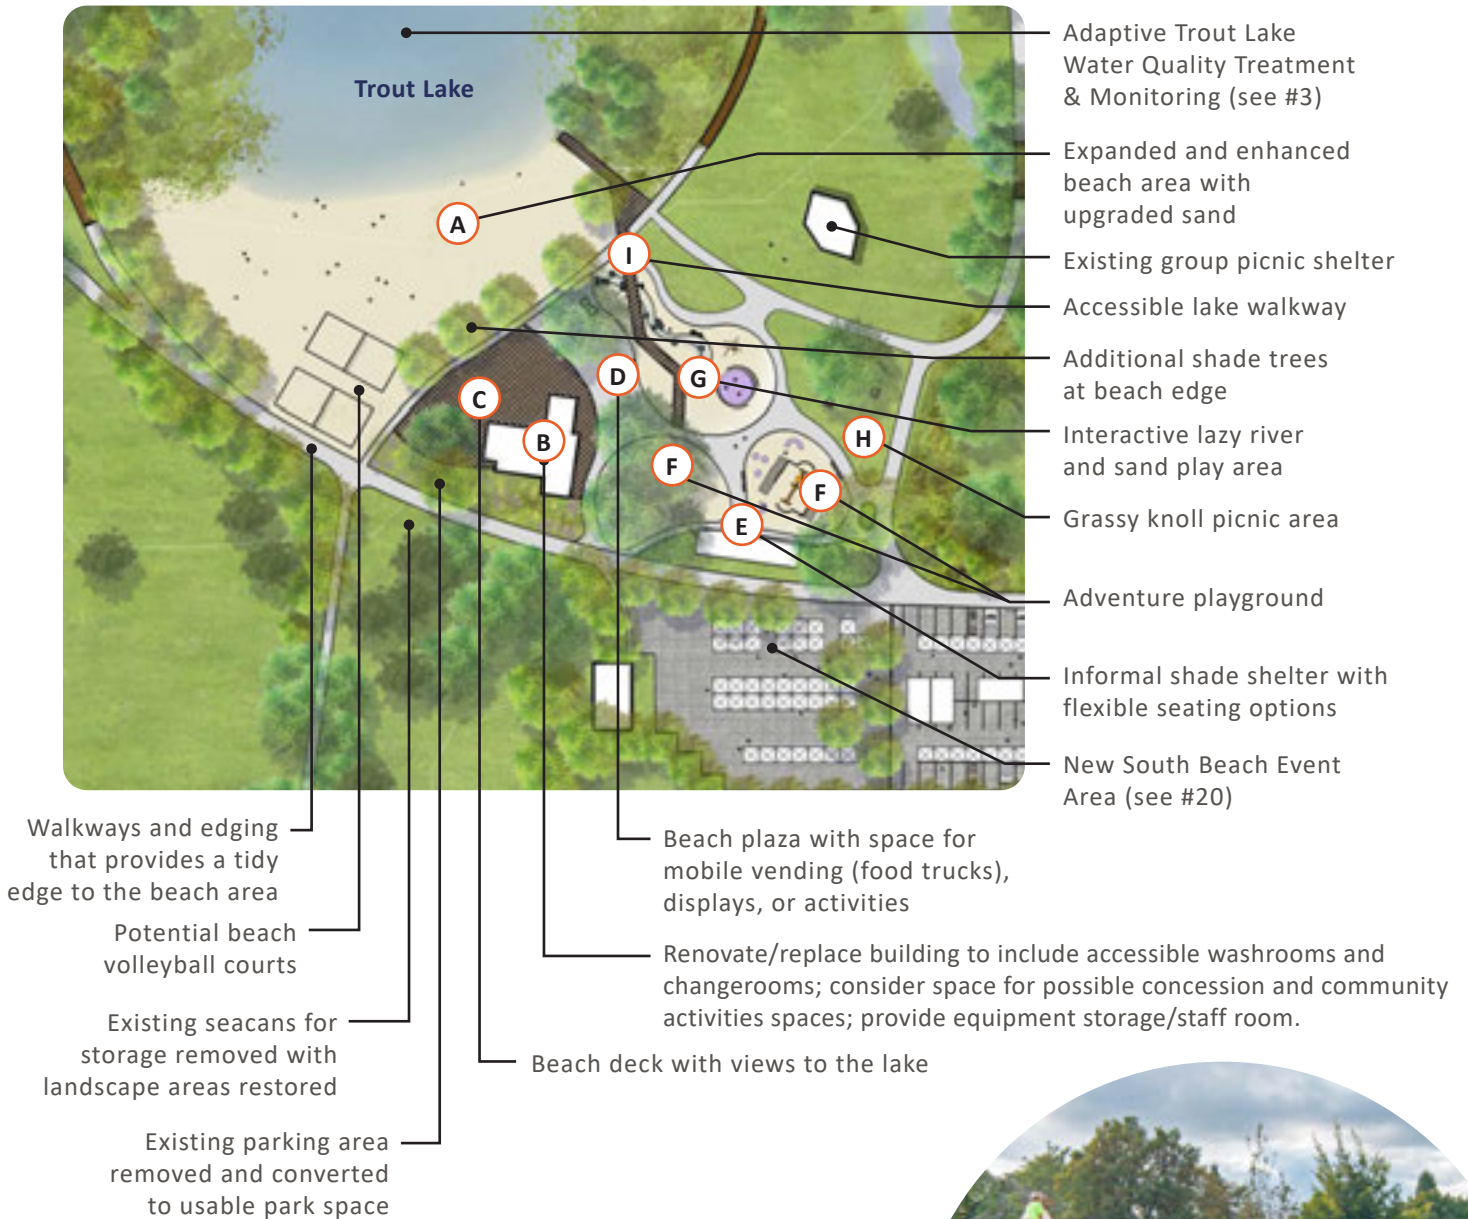 Trout Lake
A
I
D
G
C
B
H
F
F
E
Adaptive Trout Lake
Water Quality Treatment
& Monitoring (see #3)
Expanded and enhanced
beach area with
upgraded sand
Existing group picnic shelter
Accessible lake walkway
Additional shade trees
at beach edge
Interactive lazy river
and sand play area
Grassy knoll picnic area
Adventure playground
Informal shade shelter with
flexible seating options
New South Beach Event
Area (see #20)
Walkways and edging
that provides a tidy
edge to the beach area
Potential beach
volleyball courts
Existing seacans for
storage removed with
landscape areas restored
Existing parking area
removed and converted
to usable park space
Beach plaza with space for
mobile vending (food trucks),
displays, or activities
Renovate/replace building to include accessible washrooms and
changerooms; consider space for possible concession and community
activities spaces; provide equipment storage/staff room.
Beach deck with views to the lake